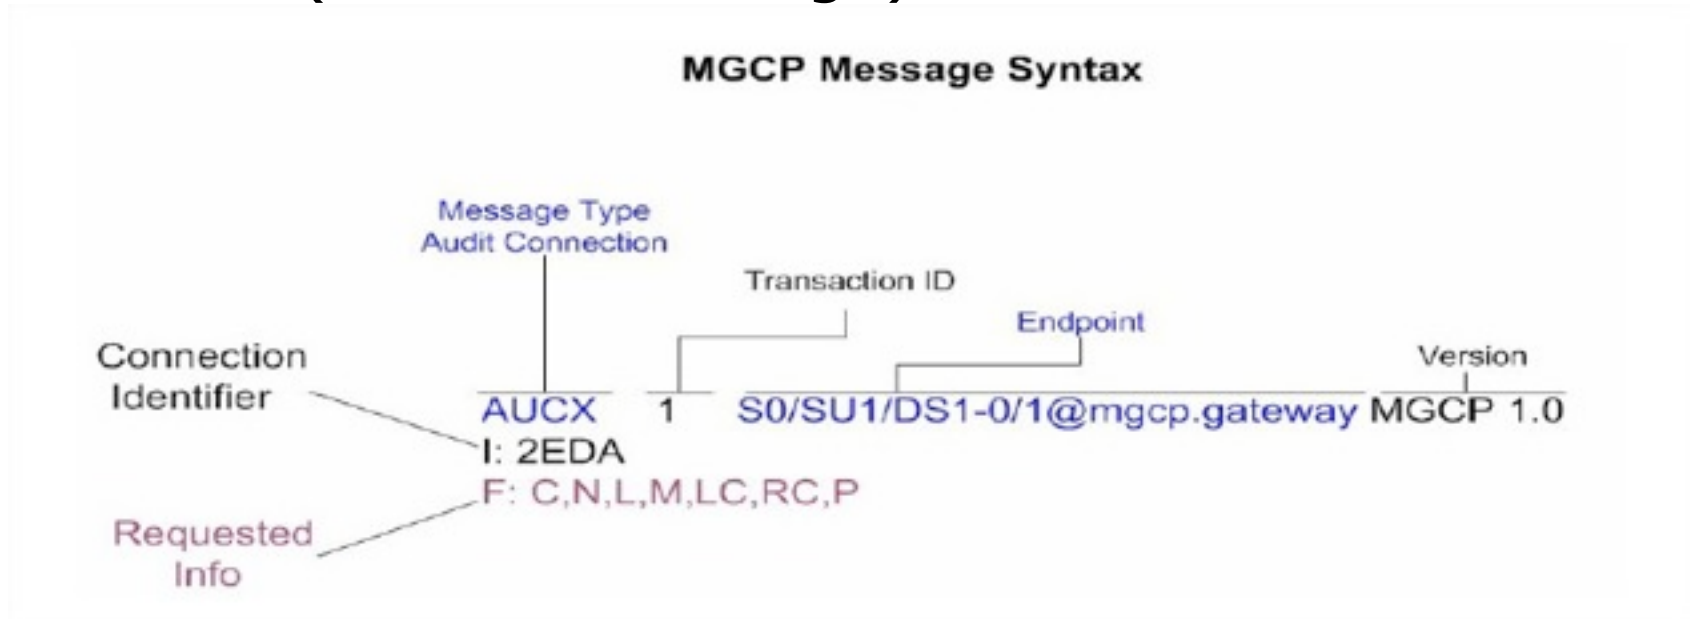 MGCP Message Syntax
Message Type
Audit Connection
Transaction ID
Endpoint
Version
Connection
Identifier
AUCX 1 S0/SU1/DS1-0/1@mgcp.gateway MGCP 1.0
I: 2EDA
F: C,N,L,M,LC,RC,P
Requested
Info